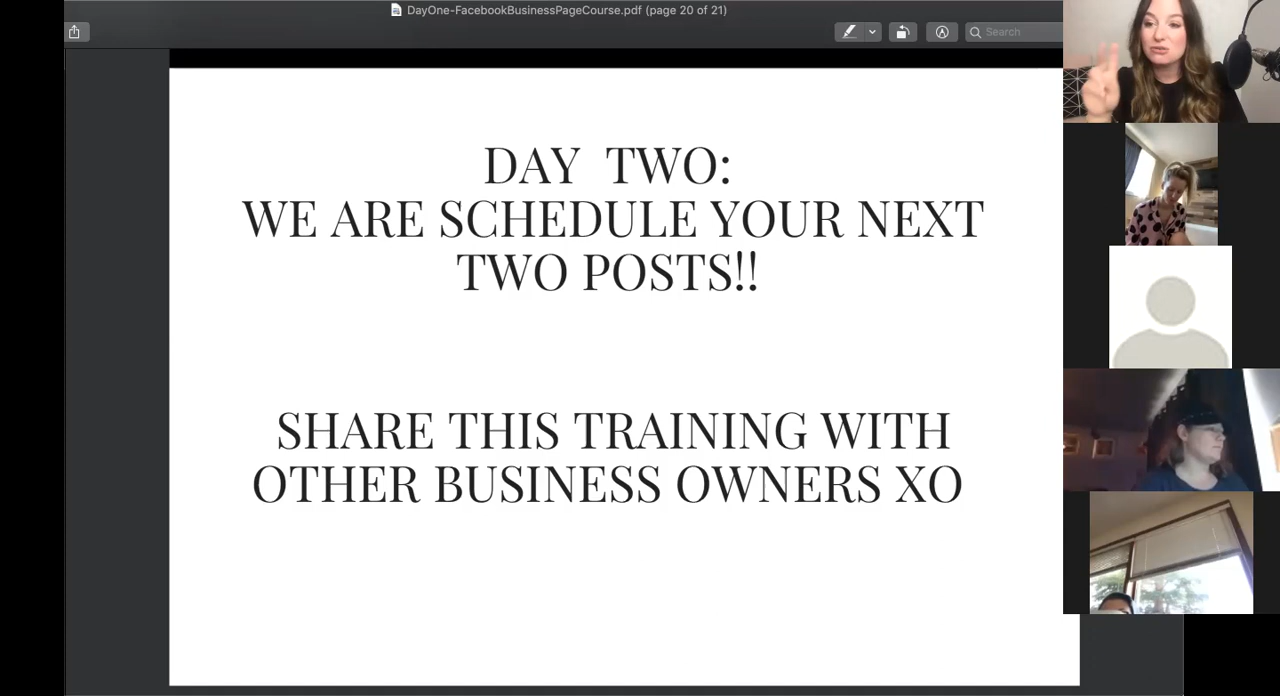 DayOne-FacebookBusinessPageCourse.pdf (page 20 of 21)
Search
DAY TWO:
WE ARE SCHEDULE YOUR NEXT
TWO POSTS!!
SHARE THIS TRAINING WITH
OTHER BUSINESS OWNERS XO